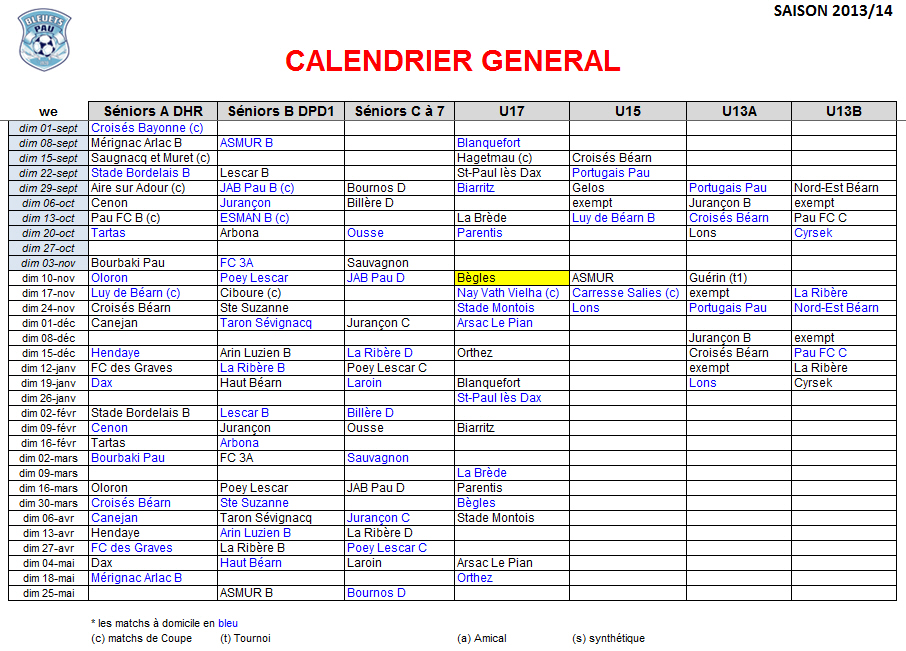 SAISON 2013/14
BLEUETS
PAU
CALENDRIER GENERAL
we Séniors A DHR Séniors B DPD1 Séniors C à 7 U17 U15 U13A U13B
dim 01-sept Croisés Bayonne (c)
dim 08-sept Mérignac Arlac B ASMUR B Blanquefort
dim 15-sept Saugnacq et Muret (c) Hagetmau (c) Croisés Béarn
dim 22-sept Stade Bordelais B Lescar B St-Paul lès Dax Portugais Pau
dim 29-sept Aire sur Adour (c) JAB Pau B (c) Bournos D Biarritz Gelos Portugais Pau Nord-Est Béarn
dim 06-oct Cenon Jurançon Billère D exempt Jurançon B exempt
dim 13-oct Pau FC B (c) ESMAN B (c) La Brède Luy de Béarn B Croisés Béarn Pau FC C
dim 20-oct Tartas Arbona Ousse Parentis Lons Cyrsek
dim 27-oct
dim 03-nov Bourbaki Pau FC 3A Sauvagnon
dim 10-nov Oloron Poey Lescar JAB Pau D Bègles ASMUR Guérin (t1)
dim 17-nov Luy de Béarn (c) Ciboure (c) Nay Vath Vielha (c) Carresse Salies (c) exempt La Ribère
dim 24-nov Croisés Béarn Ste Suzanne Stade Montois Lons Portugais Pau Nord-Est Béarn
dim 01-déc Canejan Taron Sévignacq Jurançon C Arsac Le Pian
dim 08-déc Jurançon B exempt
dim 15-déc Hendaye Arin Luzien B La Ribère D Orthez Croisés Béarn Pau FC C
dim 12-janv FC des Graves La Ribère B Poey Lescar C exempt La Ribère
dim 19-janv Dax Haut Béarn Laroin Blanquefort Lons Cyrsek
dim 26-janv St-Paul lès Dax
dim 02-févr Stade Bordelais B Lescar B Billère D
dim 09-févr Cenon Jurançon Ousse Biarritz
dim 16-févr Tartas Arbona
dim 02-mars Bourbaki Pau FC 3A Sauvagnon
dim 09-mars La Brède
dim 16-mars Oloron Poey Lescar JAB Pau D Parentis
dim 30-mars Croisés Béarn Ste Suzanne Bègles
dim 06-avr Canejan Taron Sévignacq Jurançon C Stade Montois
dim 13-avr Hendaye Arin Luzien B La Ribère D
dim 27-avr FC des Graves La Ribère B Poey Lescar C
dim 04-mai Dax Haut Béarn Laroin Arsac Le Pian
dim 18-mai Mérignac Arlac B Orthez
dim 25-mai ASMUR B Bournos D
* les matchs à domicile en bleu
(c) matchs de Coupe (t) Tournoi (a) Amical (s) synthétique